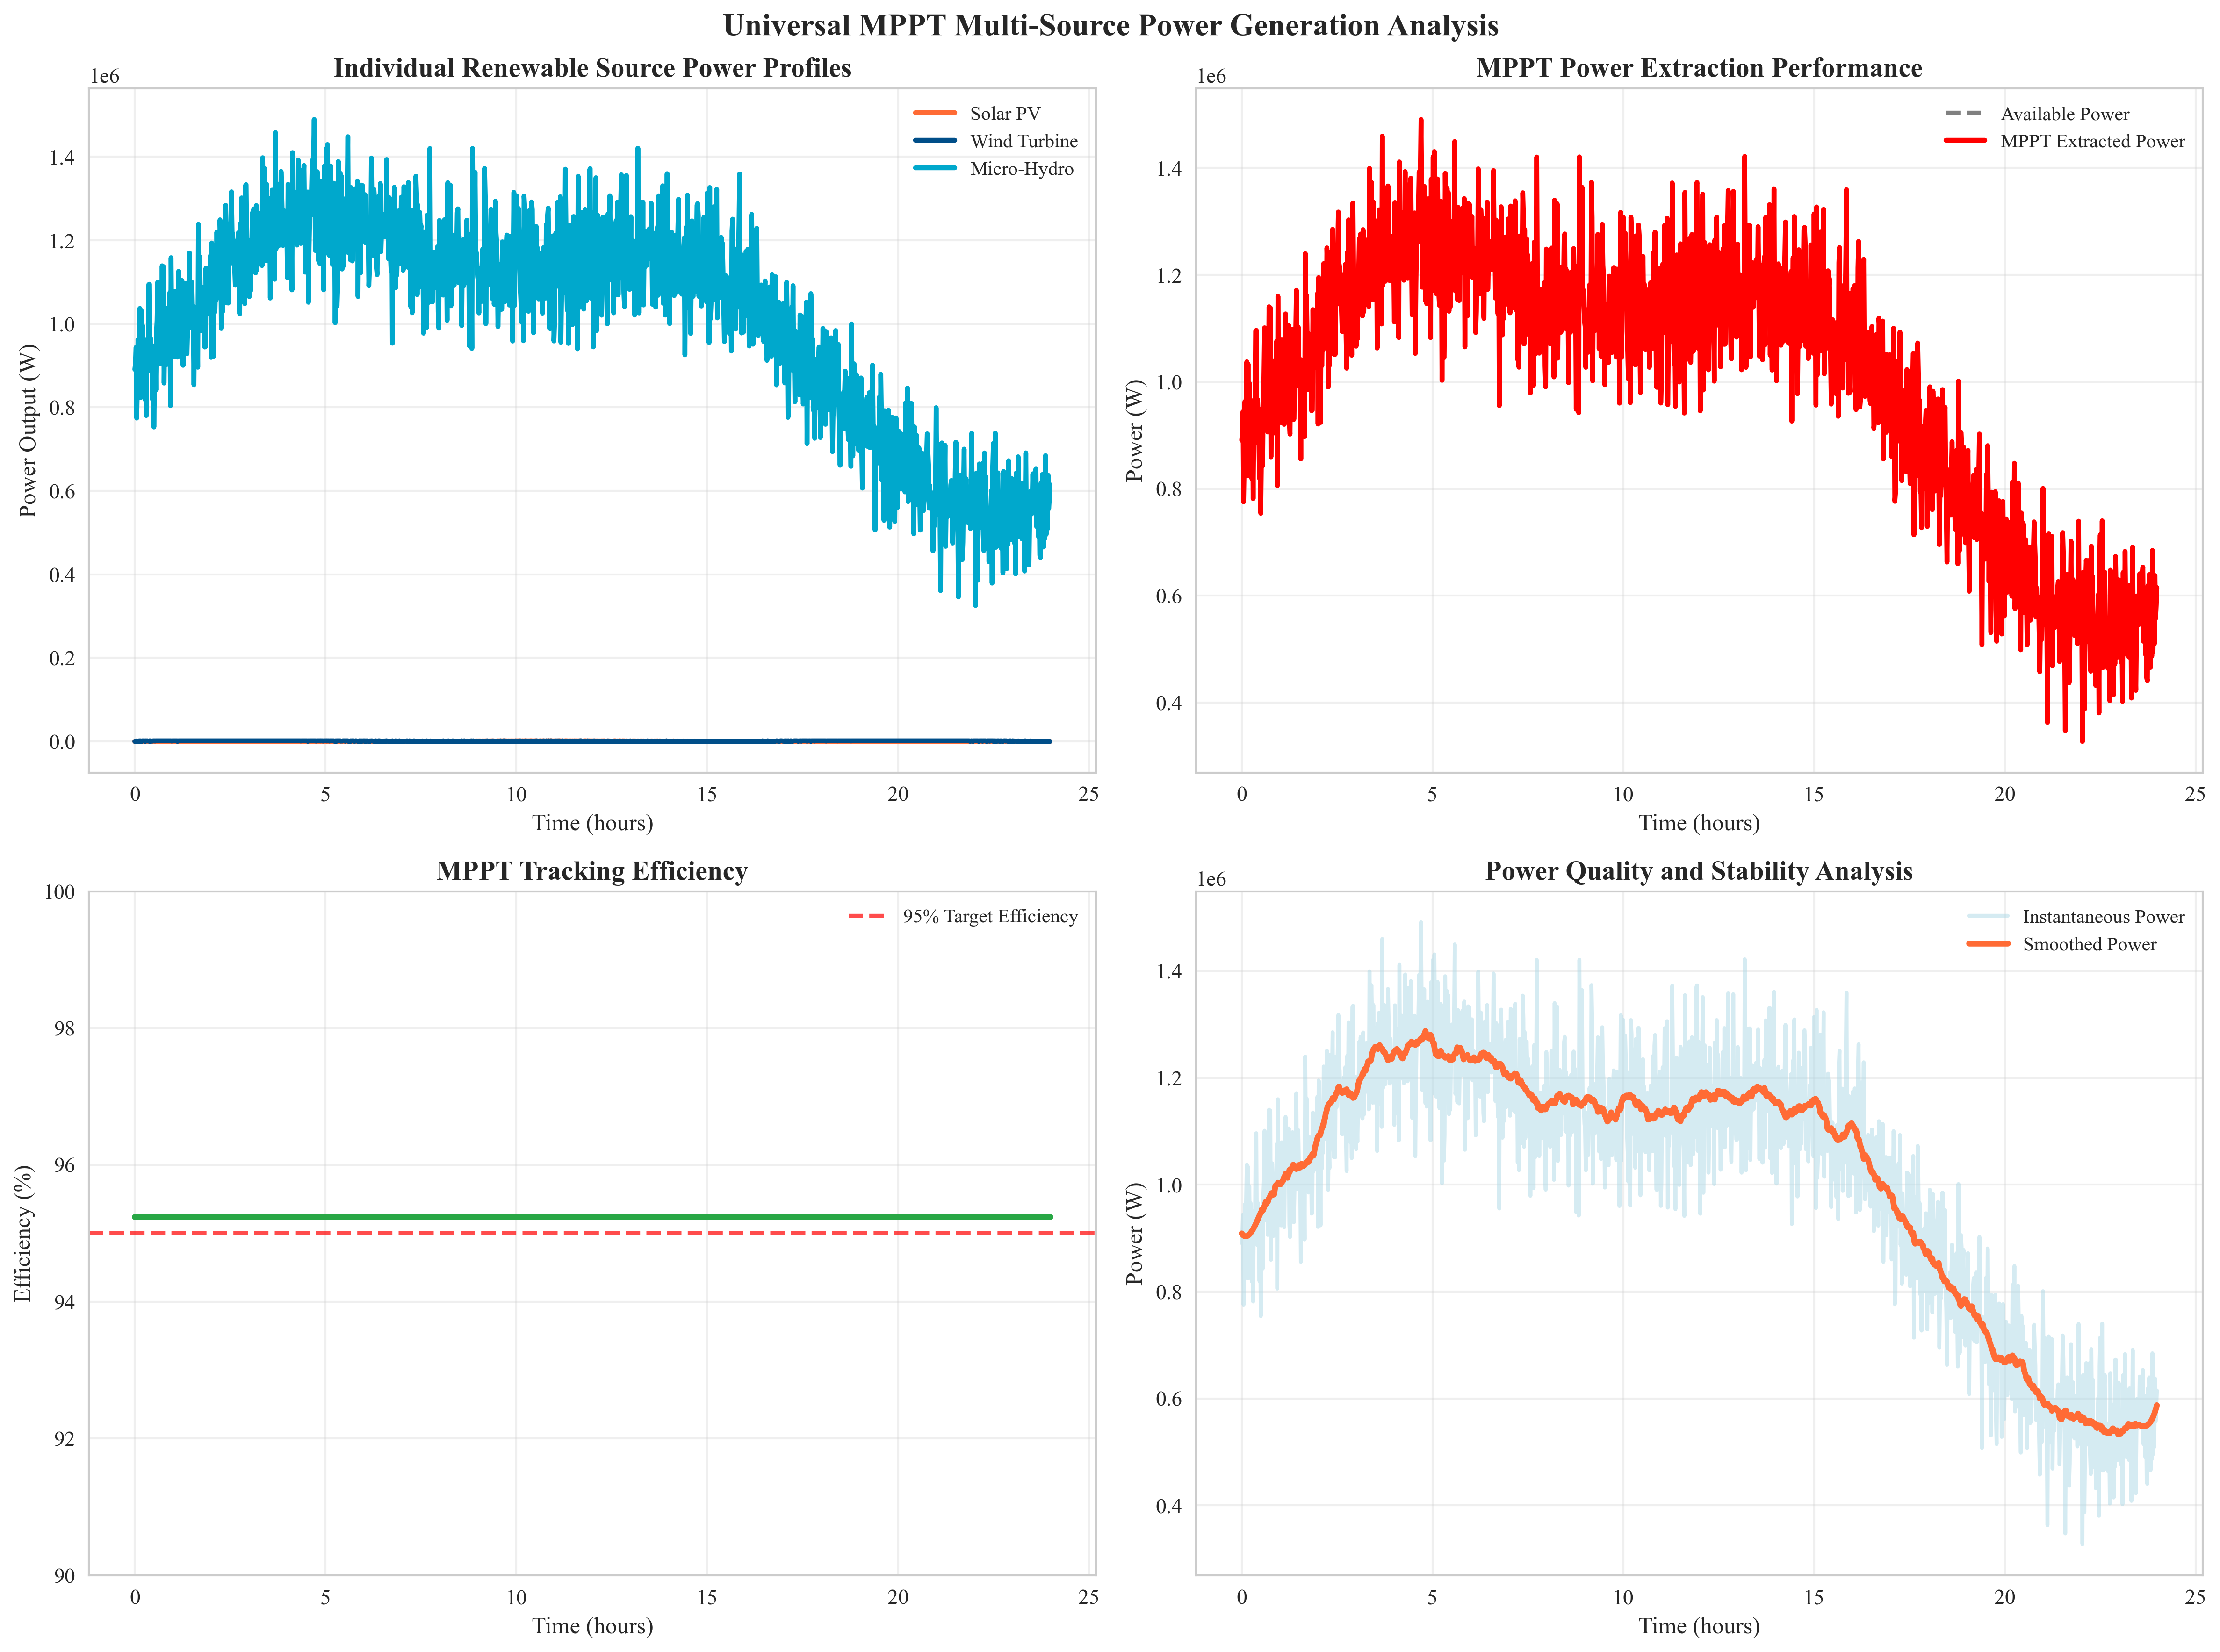 Universal MPPT Multi-Source Power Generation Analysis
Individual Renewable Source Power Profiles
1e6
Solar PV
Wind Turbine
Micro-Hydro
Power Output (W)
1.4
1.2
1.0
0.8
0.6
0.4
0.2
0.0
0 5 10 15 20 25
Time (hours)
MPPT Power Extraction Performance
1e6
Available Power
MPPT Extracted Power
Power (W)
1.4
1.2
1.0
0.8
0.6
0.4
0 5 10 15 20 25
Time (hours)
MPPT Tracking Efficiency
95% Target Efficiency
Efficiency (%)
100
98
96
94
92
90
0 5 10 15 20 25
Time (hours)
Power Quality and Stability Analysis
1e6
Instantaneous Power
Smoothed Power
Power (W)
1.4
1.2
1.0
0.8
0.6
0.4
0 5 10 15 20 25
Time (hours)